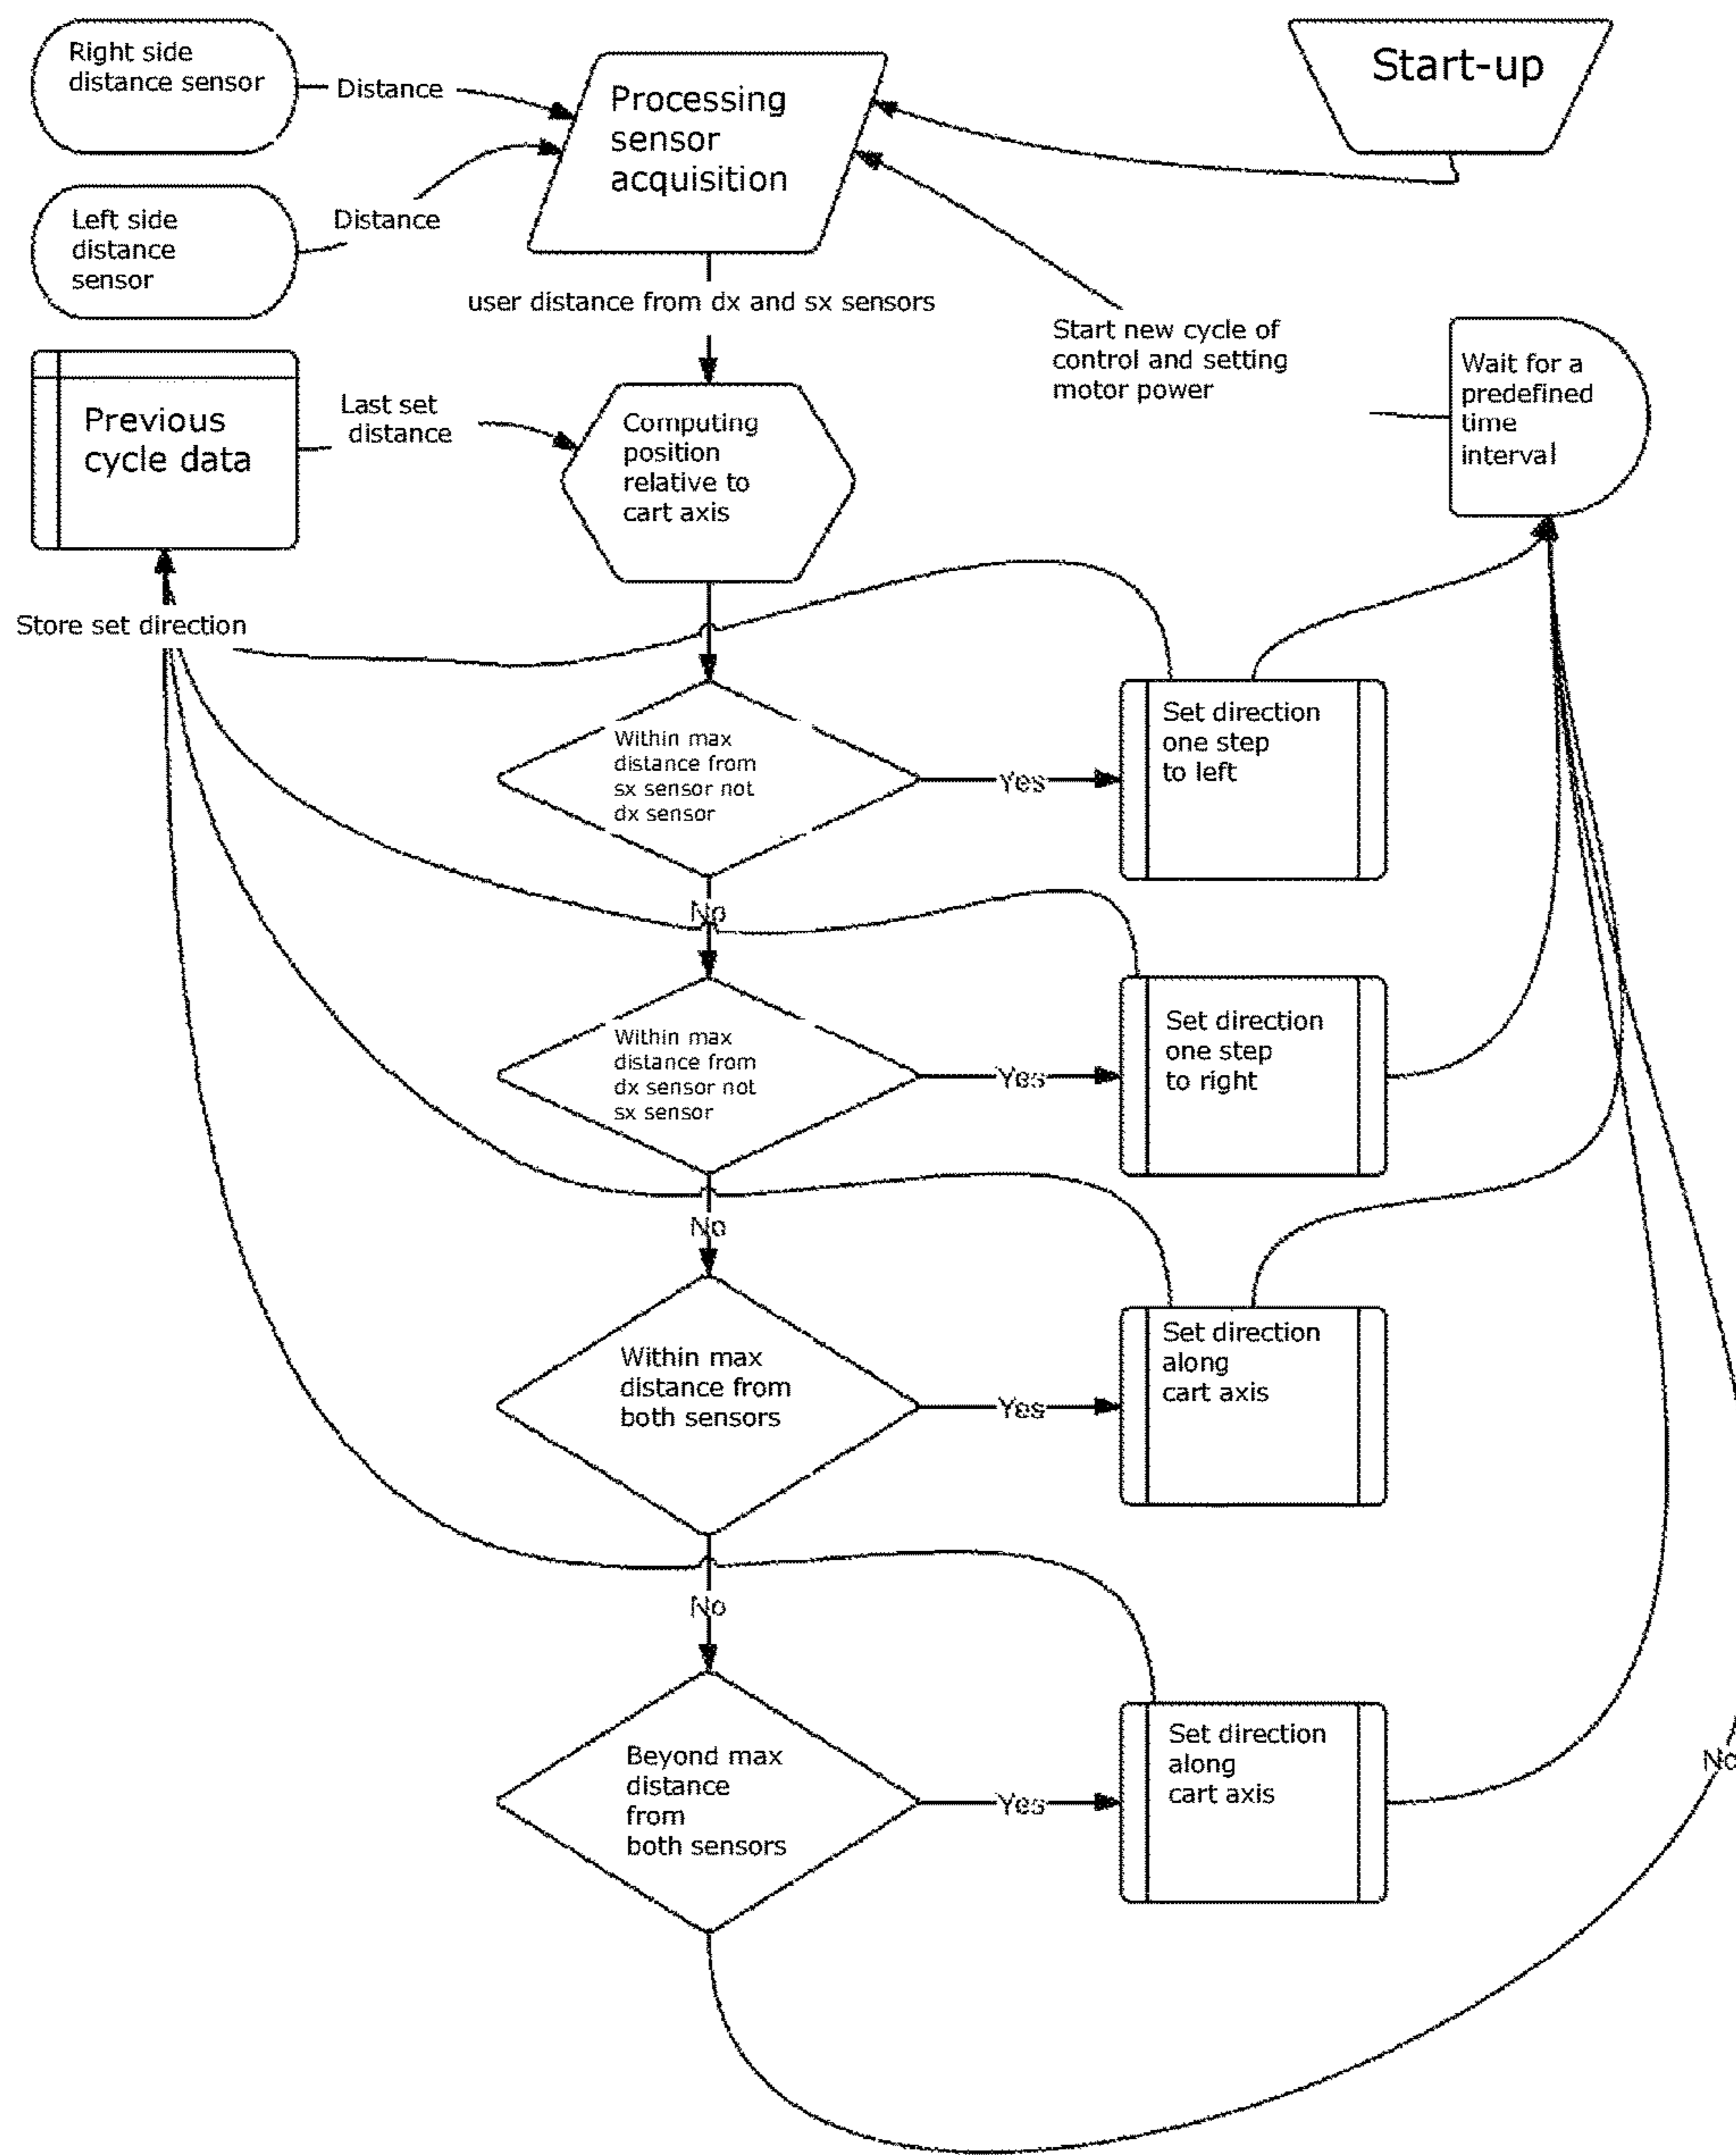 Right side
distance sensor
Distance
Processing
sensor
acquisition
Start-up
Left side
distance
sensor
Distance
user distance from dx and sx sensors
Start new cycle of
control and setting
motor power
Wait for a
predefined
time
interval
Previous
cycle data
Last set
distance
Computing
position
relative to
cart axis
Store set direction
Within max
distance from
sx sensor not
dx sensor
Yes
Set direction
one step
to left
No
Within max
distance from
dx sensor not
sx sensor
Yes
Set direction
one step
to right
No
Within max
distance from
both sensors
Yes
Set direction
along
cart axis
No
Beyond max
distance
from
both sensors
Yes
Set direction
along
cart axis
No